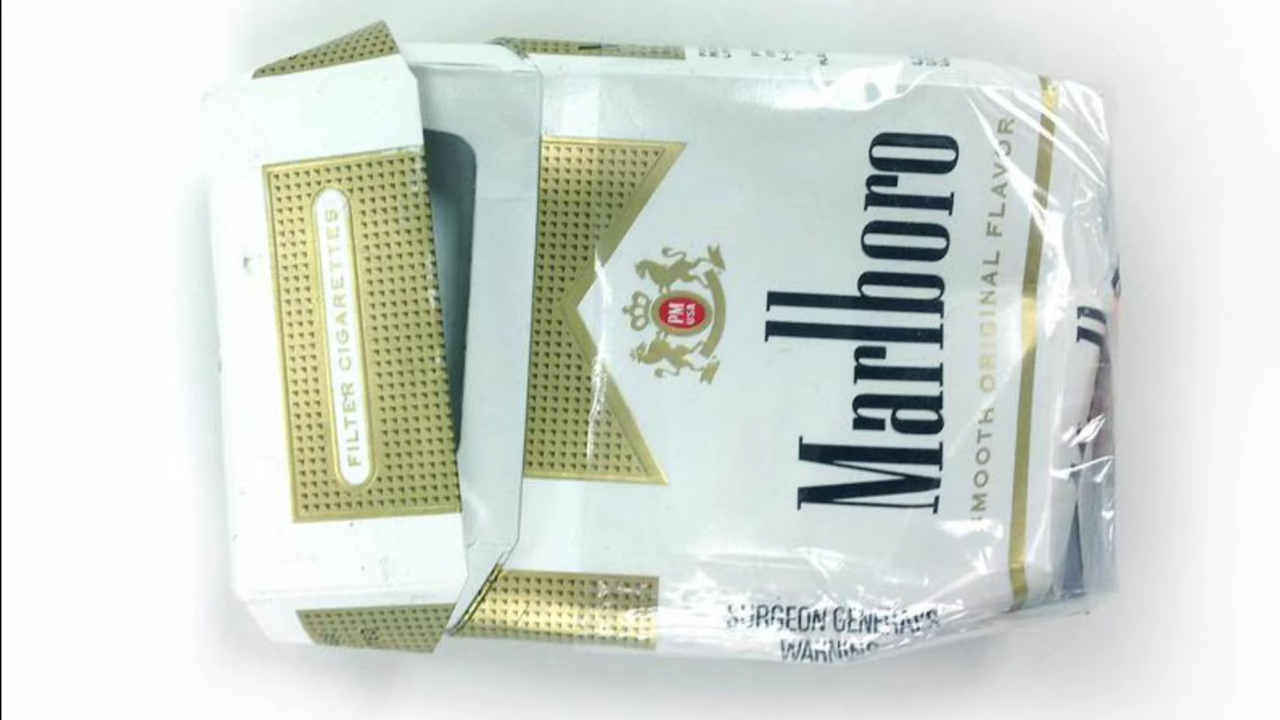 FILTER CIGARETTES
PM
USA
Marlboro
SMOOTH ORIGINAL FLAVOR
SURGEON GENERAL'S
WARNING